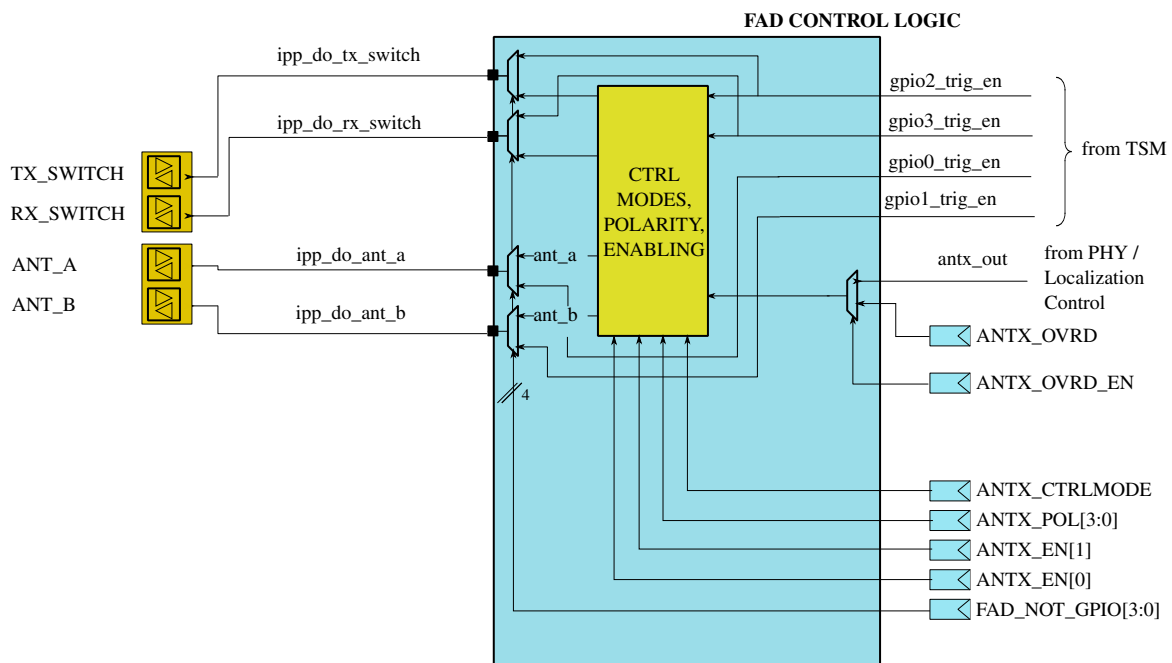 FAD CONTROL LOGIC
ipp_do_tx_switch
gpio2_trig_en
ipp_do_rx_switch
gpio3_trig_en
from TSM
TX_SWITCH
gpio0_trig_en
RX_SWITCH
gpio1_trig_en
CTRL
MODES,
POLARITY,
ENABLING
ANT_A
ipp_do_ant_a
ant_a
antx_out
from PHY /
Localization
Control
ANT_B
ipp_do_ant_b
ant_b
ANTX_OVRD
ANTX_OVRD_EN
4
ANTX_CTRLMODE
ANTX_POL[3:0]
ANTX_EN[1]
ANTX_EN[0]
FAD_NOT_GPIO[3:0]